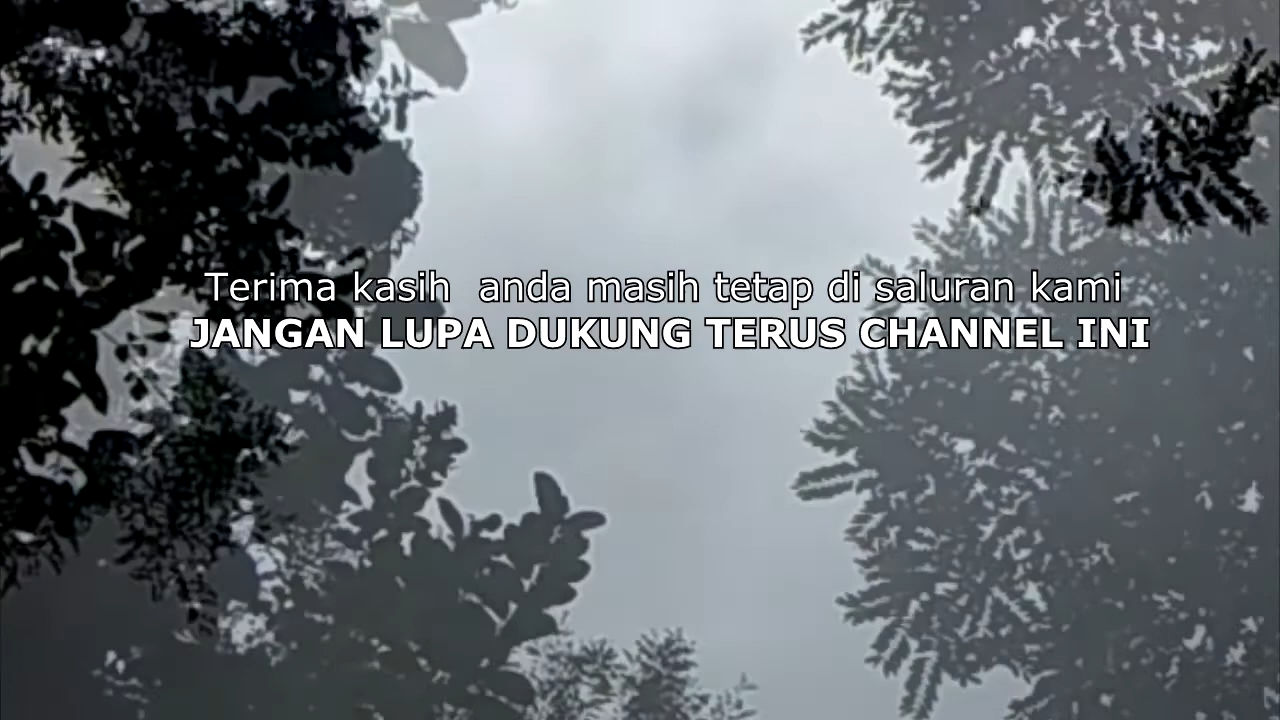 Terima kasih  anda masih tetap di saluran kami
JANGAN LUPA DUKUNG TERUS CHANNEL INI